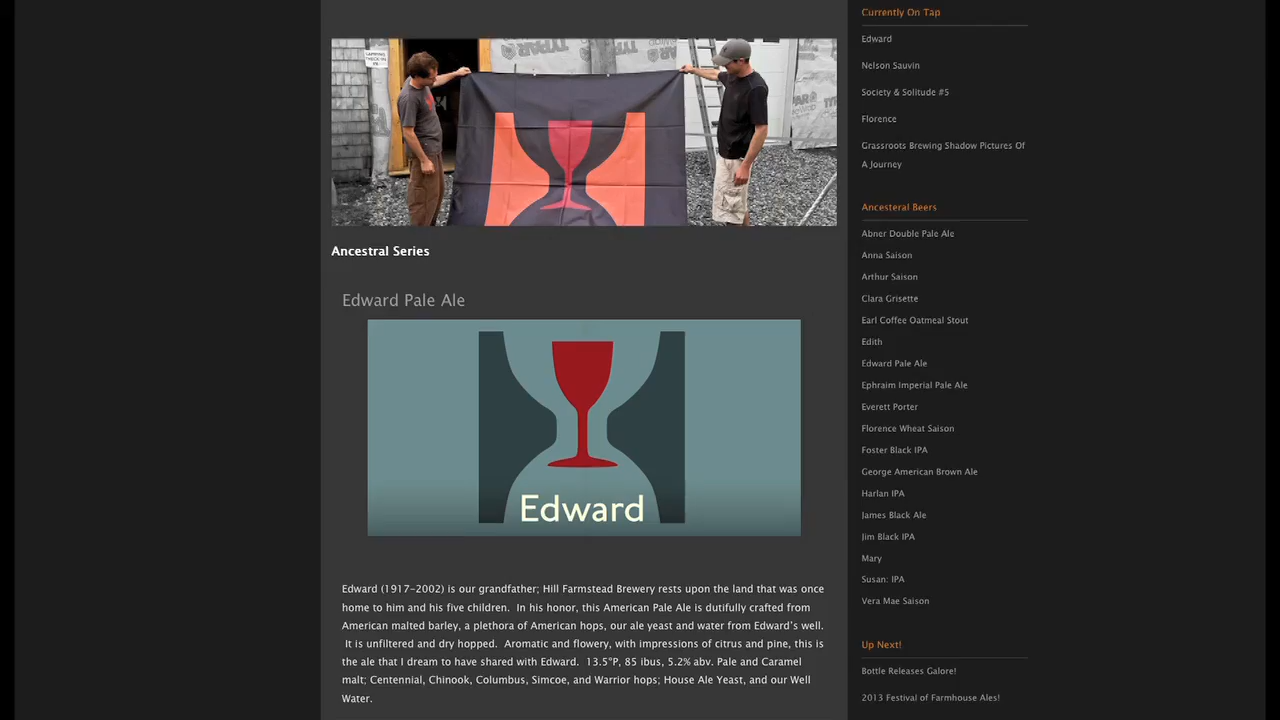 Ancestral Series
Edward Pale Ale
Edward
Edward (1917-2002) is our grandfather; Hill Farmstead Brewery rests upon the land that was once
home to him and his five children. In his honor, this American Pale Ale is dutifully crafted from
American malted barley, a plethora of American hops, our ale yeast and water from Edward's well.
It is unfiltered and dry hopped. Aromatic and flowery, with impressions of citrus and pine, this is
the ale that I dream to have shared with Edward. 13.5°P, 85 ibus, 5.2% abv. Pale and Caramel
malt; Centennial, Chinook, Columbus, Simcoe, and Warrior hops; House Ale Yeast, and our Well
Water.
Currently On Tap
Edward
Nelson Sauvin
Society & Solitude #5
Florence
Grassroots Brewing Shadow Pictures Of
A Journey
Ancesteral Beers
Abner Double Pale Ale
Anna Saison
Arthur Saison
Clara Grisette
Earl Coffee Oatmeal Stout
Edith
Edward Pale Ale
Ephraim Imperial Pale Ale
Everett Porter
Florence Wheat Saison
Foster Black IPA
George American Brown Ale
Harlan IPA
James Black Ale
Jim Black IPA
Mary
Susan: IPA
Vera Mae Saison
Up Next!
Bottle Releases Galore!
2013 Festival of Farmhouse Ales!